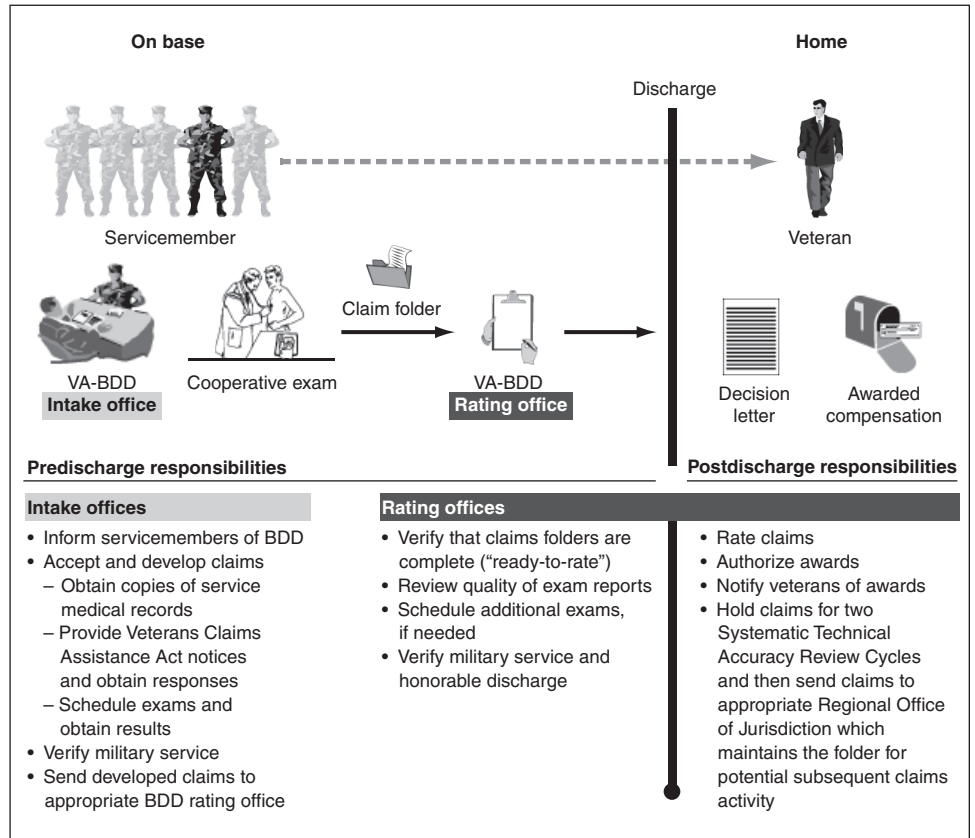 On base
Home
Discharge
Servicemember
Veteran
Claim folder
VA-BDD
Intake office
Cooperative exam
VA-BDD
Rating office
Decision
letter
Awarded
compensation
Predischarge responsibilities
Postdischarge responsibilities
Intake offices
• Inform servicemembers of BDD
• Accept and develop claims
– Obtain copies of service
medical records
– Provide Veterans Claims
Assistance Act notices
and obtain responses
– Schedule exams and
obtain results
• Verify military service
• Send developed claims to
appropriate BDD rating office
Rating offices
• Verify that claims folders are
complete (“ready-to-rate”)
• Review quality of exam reports
• Schedule additional exams,
if needed
• Verify military service and
honorable discharge
• Rate claims
• Authorize awards
• Notify veterans of awards
• Hold claims for two
Systematic Technical
Accuracy Review Cycles
and then send claims to
appropriate Regional Office
of Jurisdiction which
maintains the folder for
potential subsequent claims
activity